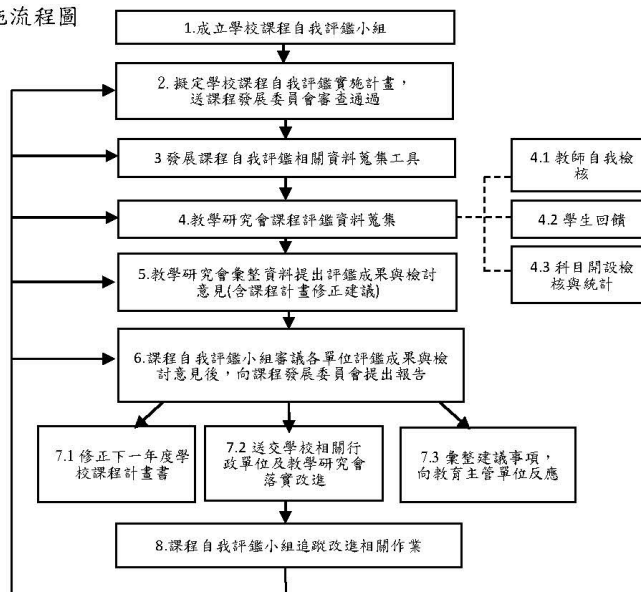 施流程圖
1.成立學校課程自我評鑑小組
2. 擬定學校課程自我評鑑實施計畫，
送課程發展委員會審查通過
3 發展課程自我評鑑相關資料蒐集工具
4.教學研究會課程評鑑資料蒐集
4.1 教師自我檢
核
4.2 學生回饋
4.3 科目開設檢
核與統計
5.教學研究會彙整資料提出評鑑成果與檢討
意見(含課程計畫修正建議)
6.課程自我評鑑小組審議各單位評鑑成果與檢
討意見後，向課程發展委員會提出報告
7.1 修正下一年度學
校課程計畫書
7.2 送交學校相關行
政單位及教學研究會
落實改進
7.3 彙整建議事項，
向教育主管單位反應
8.課程自我評鑑小組追蹤改進相關作業